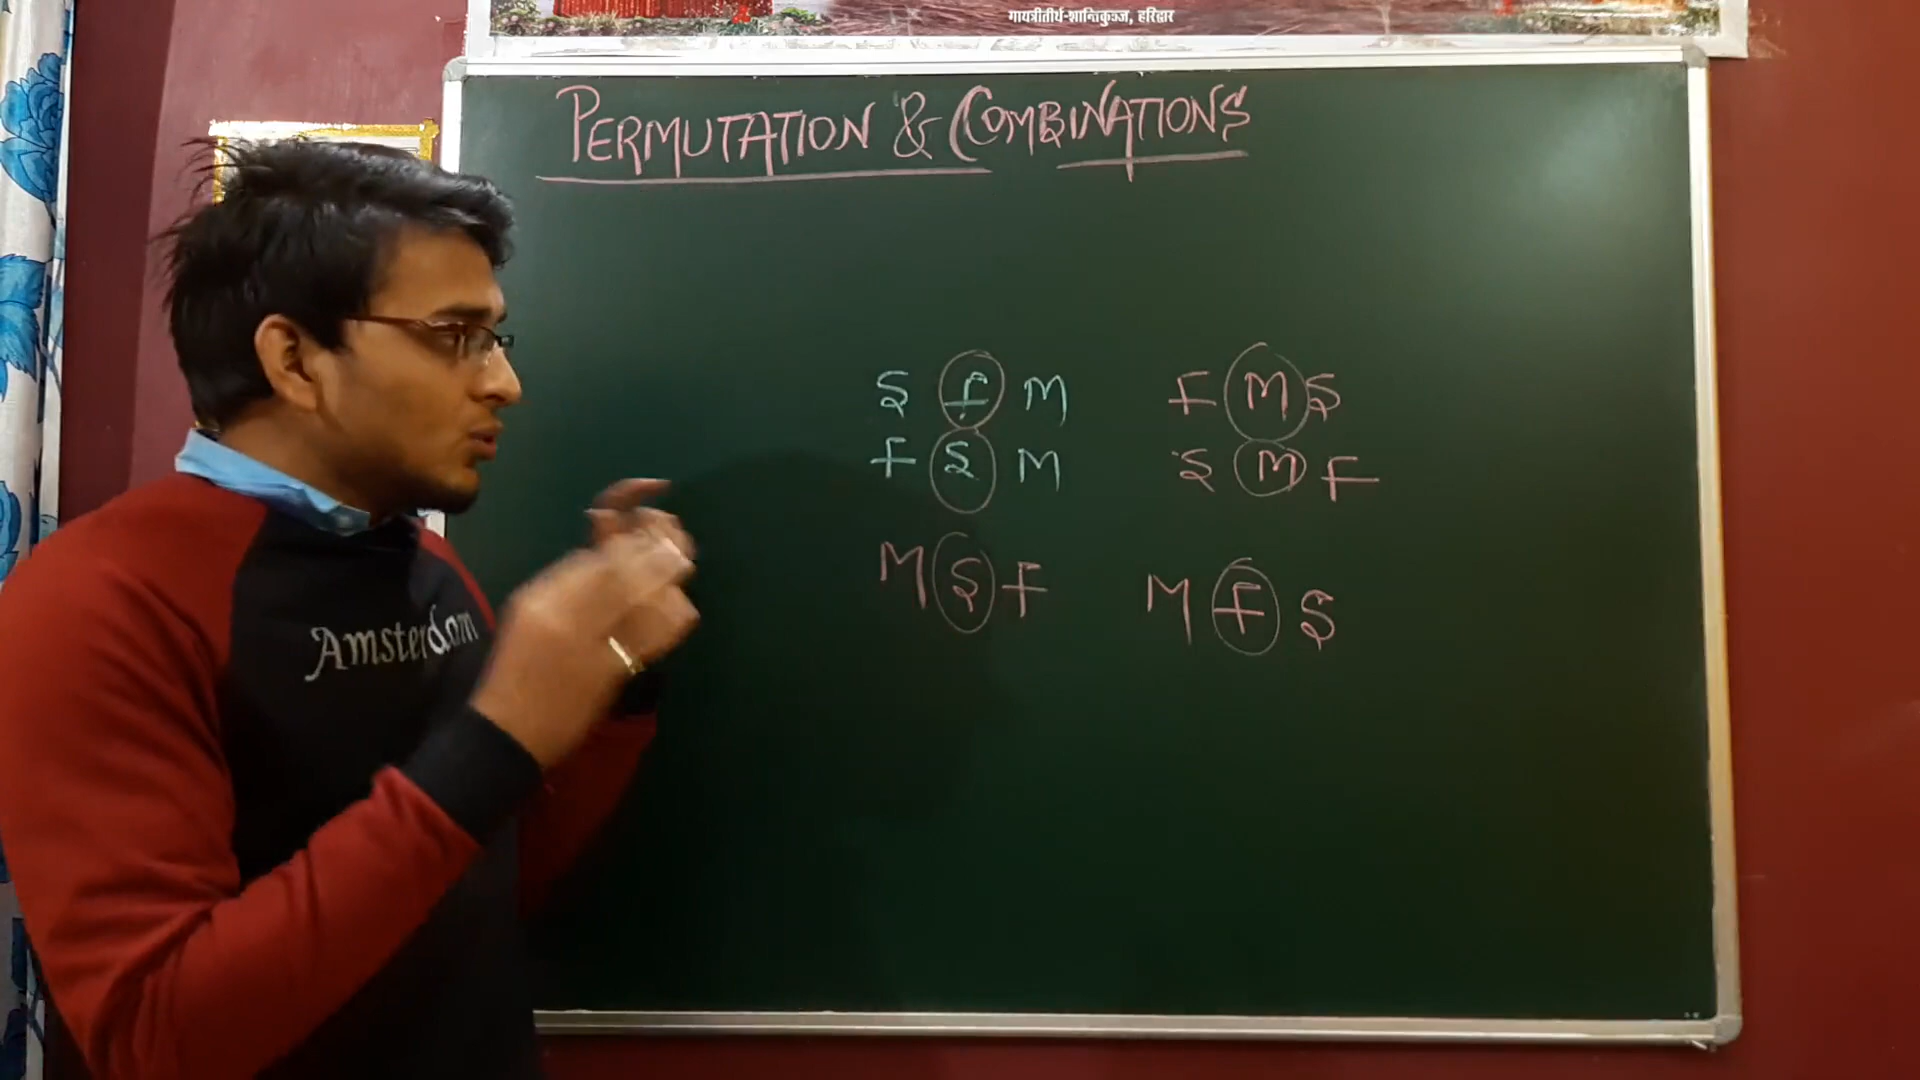 गायत्रीतीर्थ-शान्तिकुञ्ज, हरिद्वार
PERMUTATION & COMBINATIONS
S F M F M S
F S M S M F
M S F M F S
Amsterdam